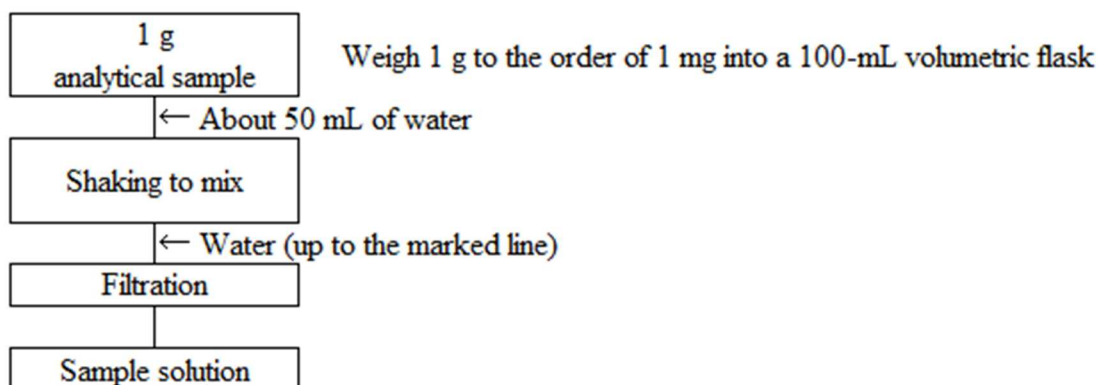 1 g
analytical sample
Weigh 1 g to the order of 1 mg into a 100-mL volumetric flask
← About 50 mL of water
Shaking to mix
← Water (up to the marked line)
Filtration
Sample solution